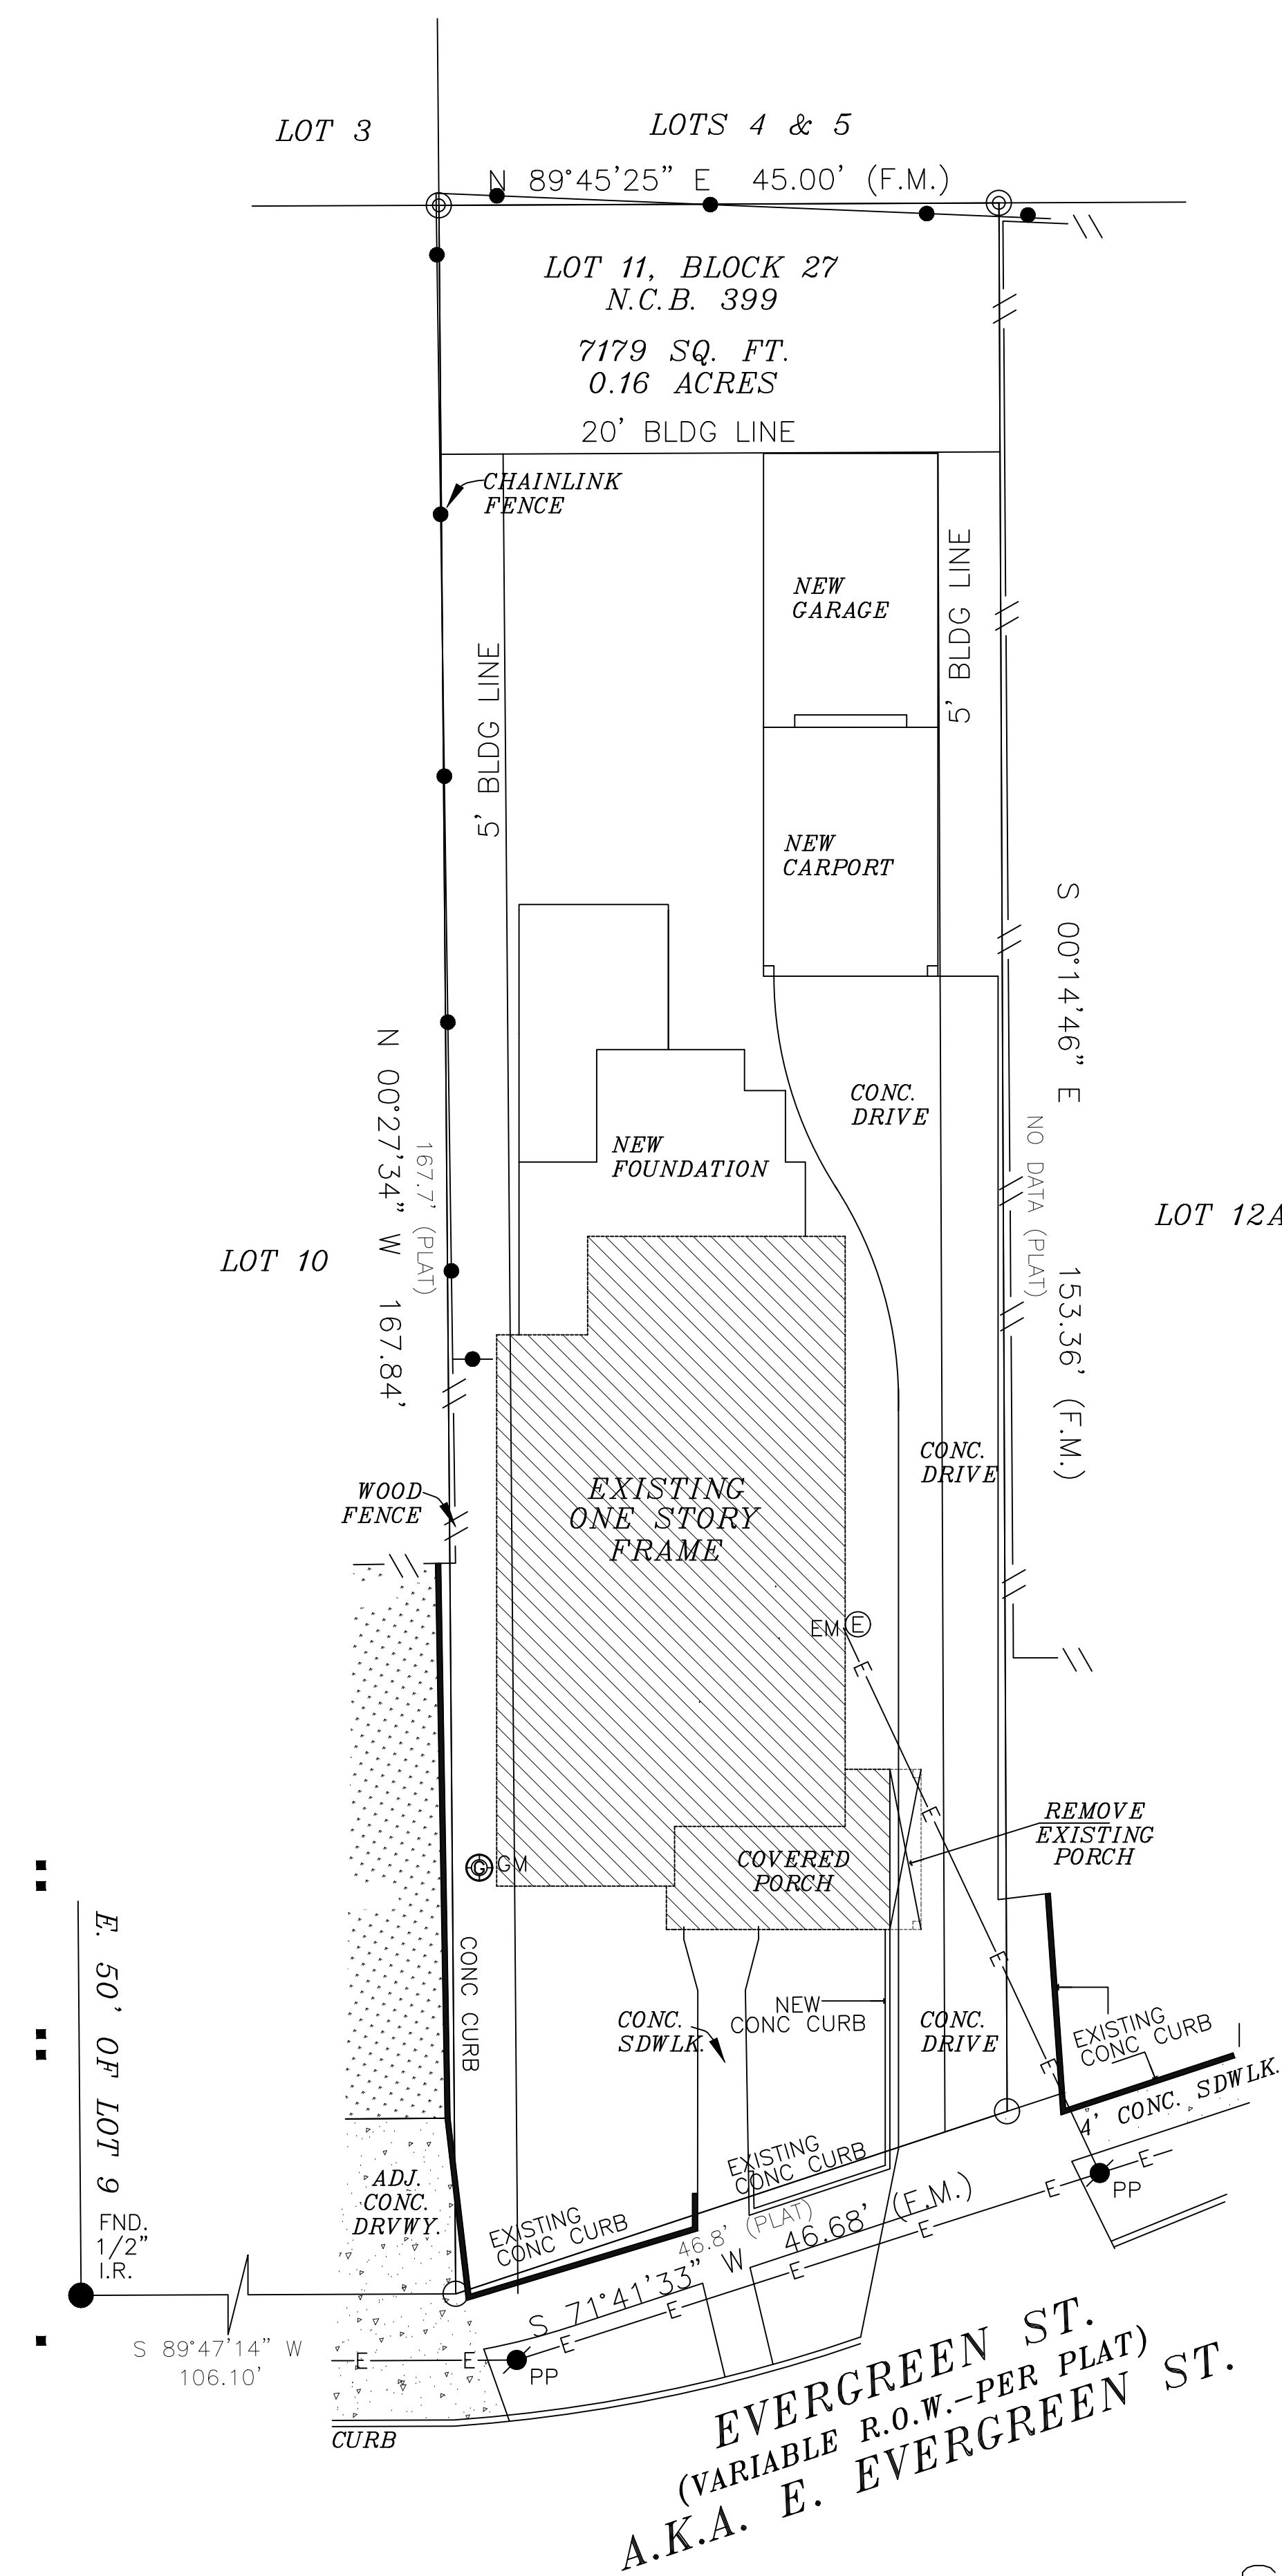 LOT 3
LOTS 4 & 5
N 89°45'25" E 45.00' (F.M.)
LOT 11, BLOCK 27
N.C.B. 399
7179 SQ. FT.
0.16 ACRES
20' BLDG LINE
CHAINLINK
FENCE
5' BLDG LINE
NEW
GARAGE
5' BLDG LINE
NEW
CARPORT
S 00°14'46" E 153.36' (F.M.)
NO DATA (PLAT)
N 00°27'34" W 167.84'
167.7' (PLAT)
CONC.
DRIVE
NEW
FOUNDATION
LOT 10
LOT 12A
WOOD
FENCE
EXISTING
ONE STORY
FRAME
CONC.
DRIVE
EM E
E
E
E
E
REMOVE
EXISTING
PORCH
COVERED
PORCH
G GM
E. 50' OF LOT 9
CONC CURB
CONC.
SDWLK.
NEW
CONC CURB
CONC.
DRIVE
EXISTING
CONC CURB
4' CONC. SDWLK.
ADJ.
CONC.
DRVWY.
EXISTING
CONC CURB
EXISTING
CONC CURB
46.8' (PLAT)
S 71°41'33" W 46.68' (F.M.)
PP
E
E
E
E
E
E
FND.
1/2"
I.R.
S 89°47'14" W
106.10'
E
E
PP
CURB
EVERGREEN ST.
(VARIABLE R.O.W.-PER PLAT)
A.K.A. E. EVERGREEN ST.